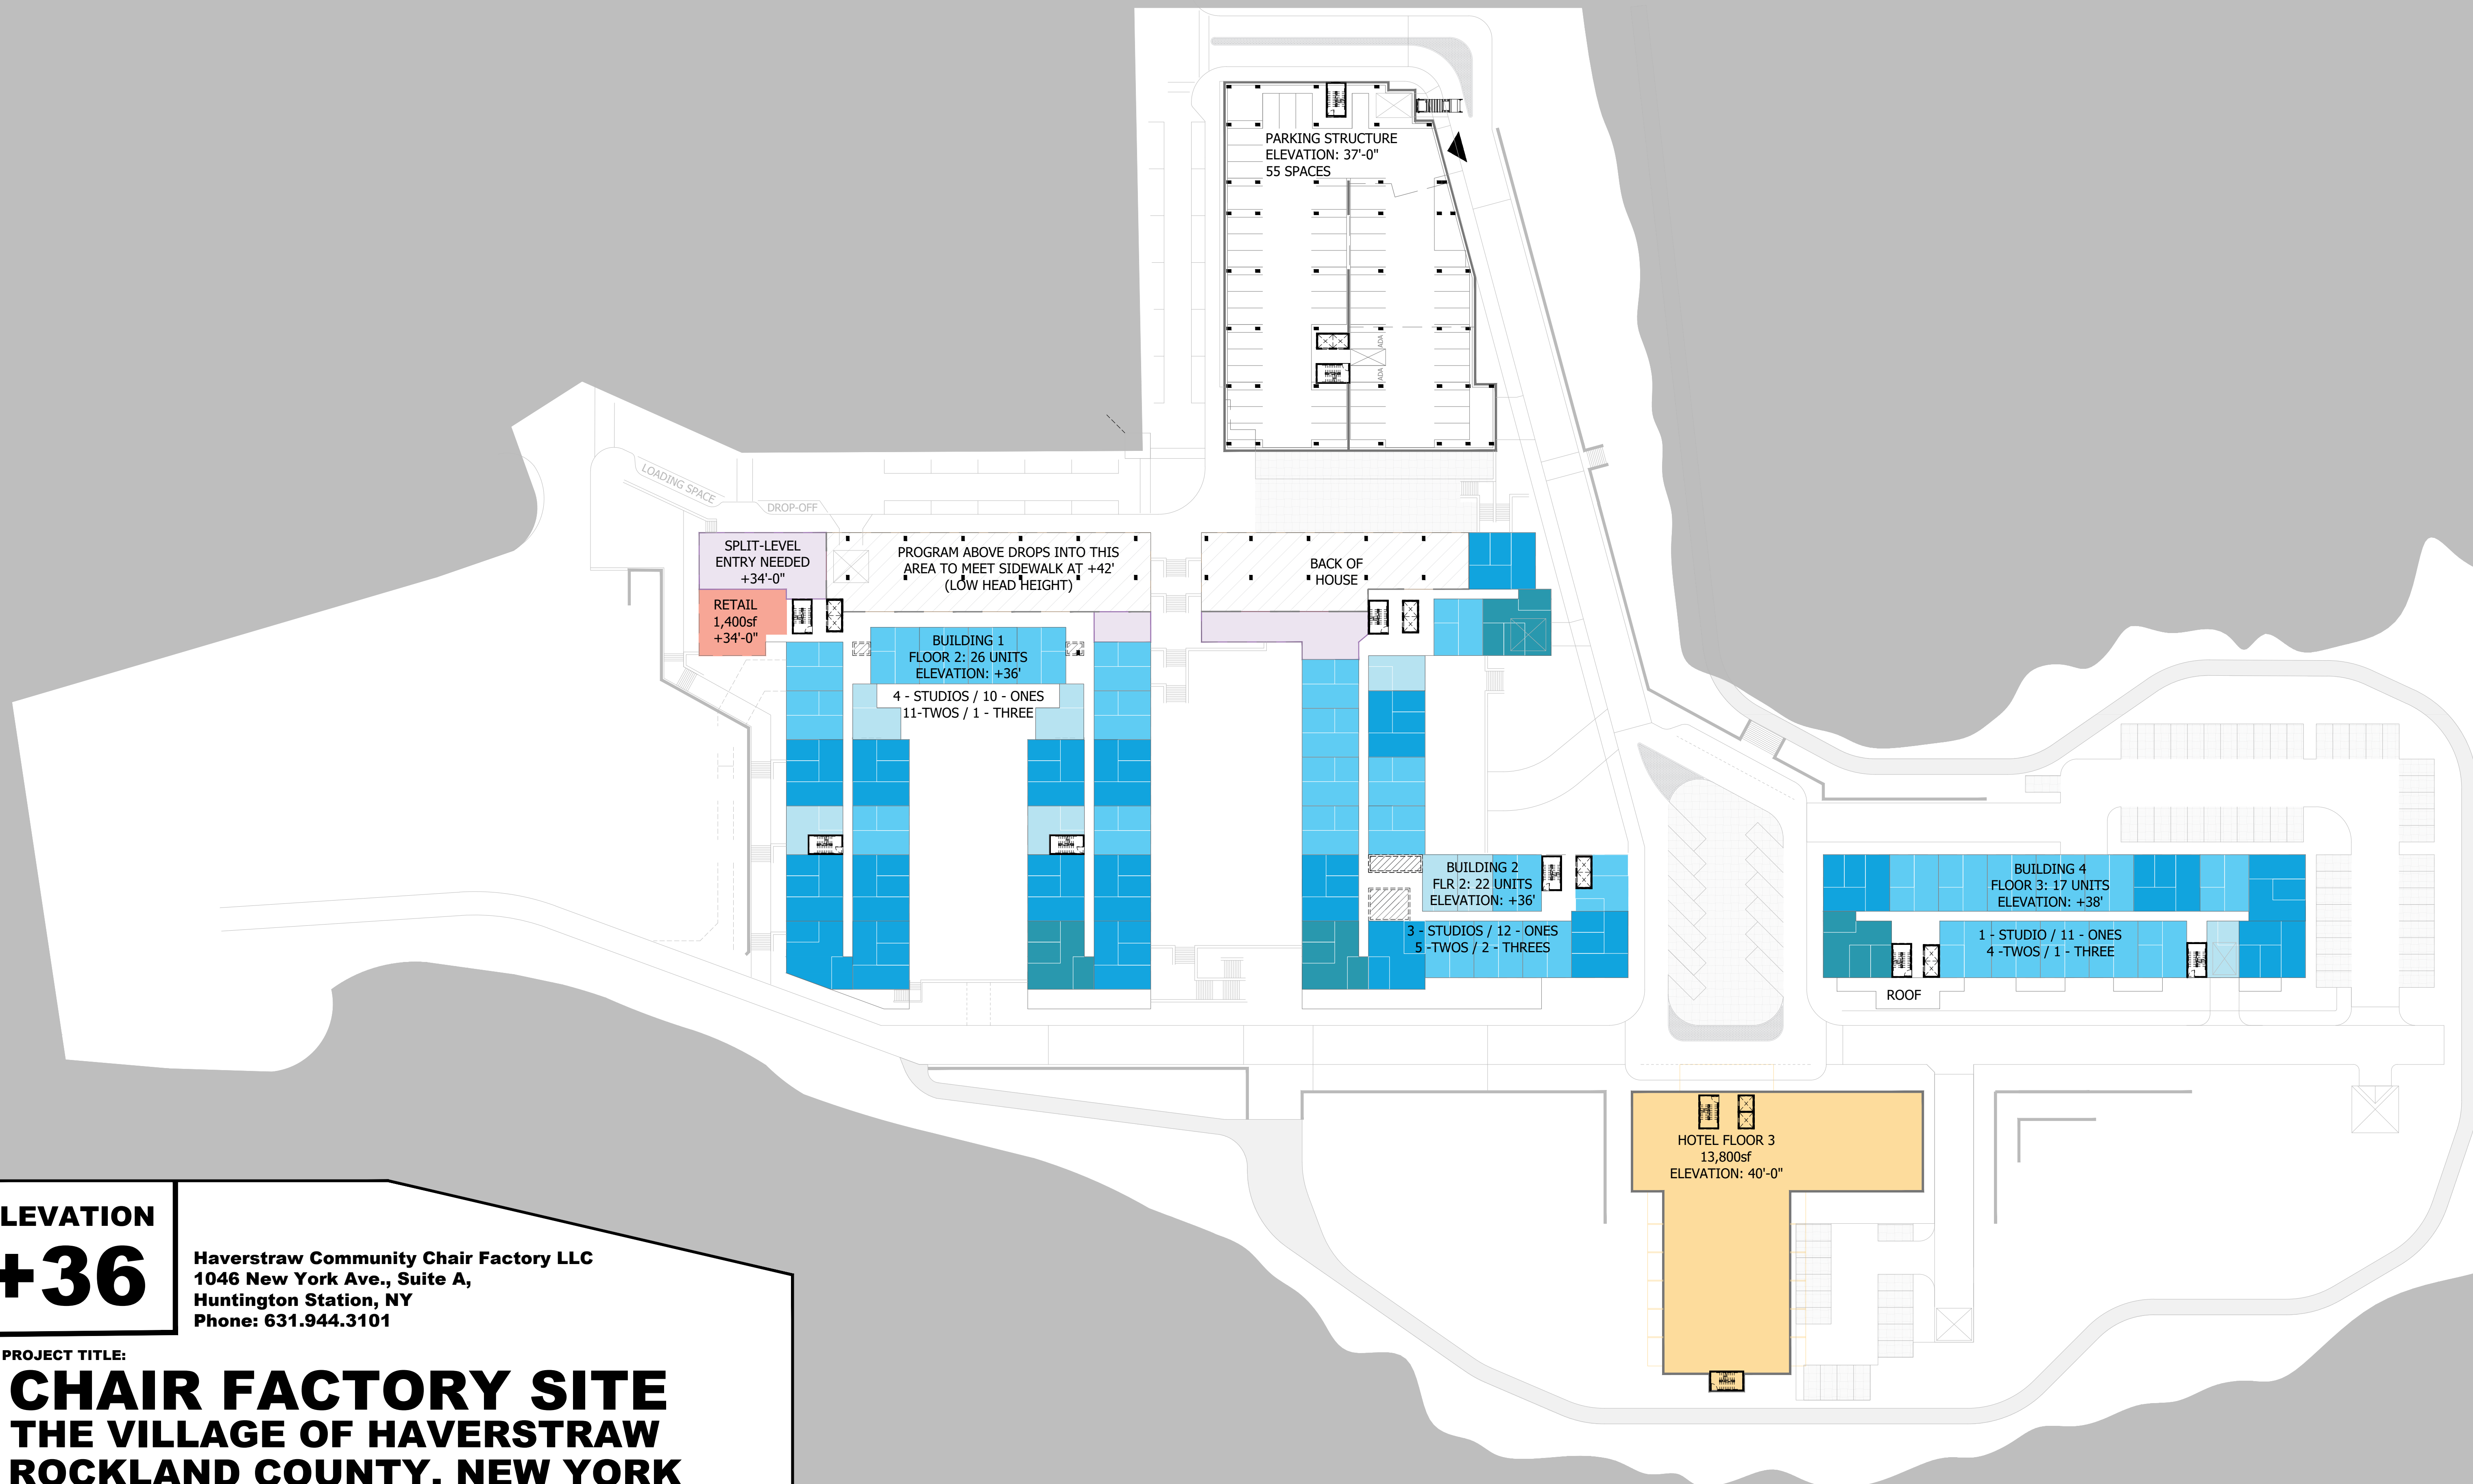 PARKING STRUCTURE
ELEVATION: 37'-0"
55 SPACES
ADA
ADA
LOADING SPACE
DROP-OFF
SPLIT-LEVEL
ENTRY NEEDED
+34'-0"
PROGRAM ABOVE DROPS INTO THIS
AREA TO MEET SIDEWALK AT +42'
(LOW HEAD HEIGHT)
BACK OF
HOUSE
RETAIL
1,400sf
+34'-0"
BUILDING 1
FLOOR 2: 26 UNITS
ELEVATION: +36'
4 - STUDIOS / 10 - ONES
11-TWOS / 1 - THREE
BUILDING 2
FLR 2: 22 UNITS
ELEVATION: +36'
3 - STUDIOS / 12 - ONES
5 -TWOS / 2 - THREES
BUILDING 4
FLOOR 3: 17 UNITS
ELEVATION: +38'
1 - STUDIO / 11 - ONES
4 -TWOS / 1 - THREE
ROOF
HOTEL FLOOR 3
13,800sf
ELEVATION: 40'-0"
LEVATION
+36
Haverstraw Community Chair Factory LLC
1046 New York Ave., Suite A,
Huntington Station, NY
Phone: 631.944.3101
PROJECT TITLE:
CHAIR FACTORY SITE
THE VILLAGE OF HAVERSTRAW
ROCKLAND COUNTY, NEW YORK